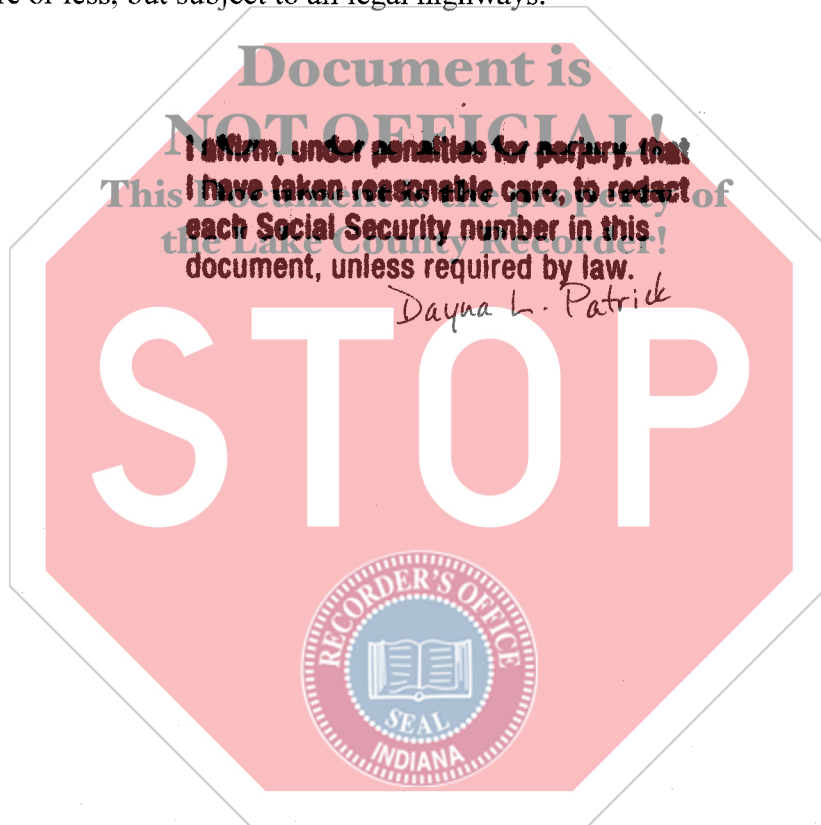 re or less, but subject to all legal highways.
Document is
NOT OFFICIAL!
I affirm, under penalties for perjury, that
This Document is the property of
I have taken reasonable care, to redact
each Social Security number in this
the Lake County Recorder!
document, unless required by law.
Dayna L. Patrick
STOP
RECORDER'S OFFICE
SEAL
INDIANA